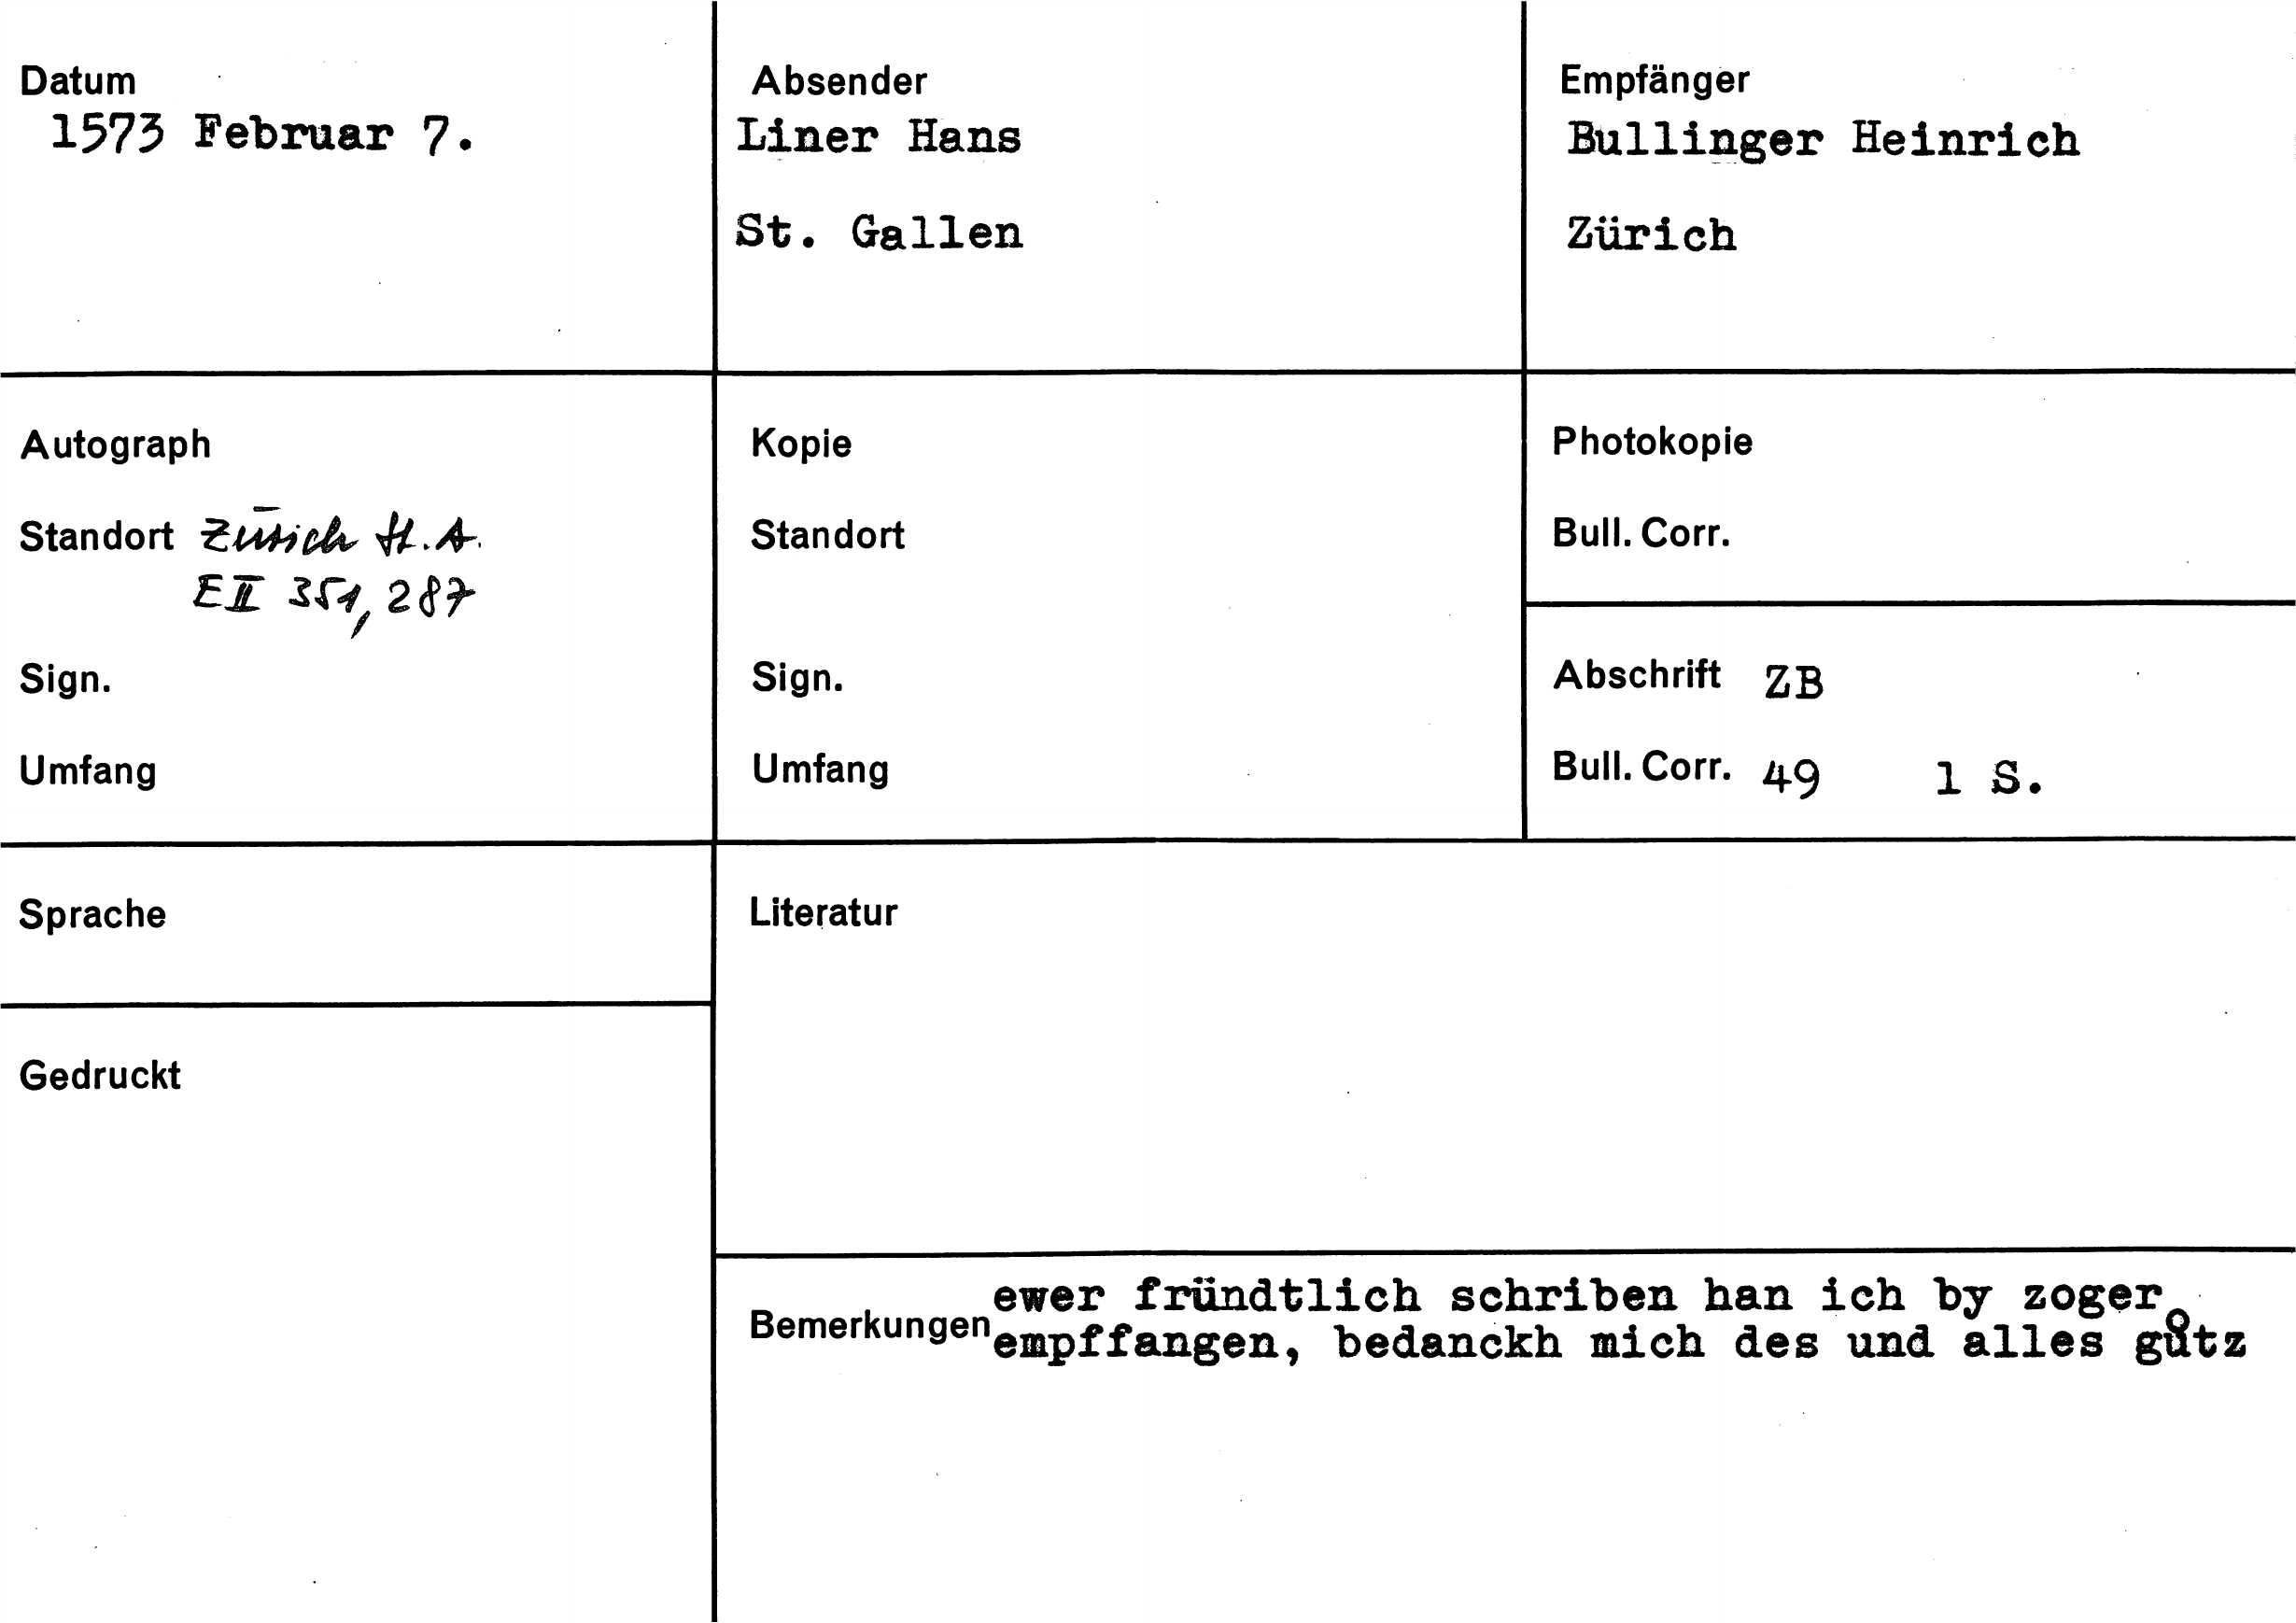 Datum
1573 Februar 7.
Absender
Liner Hans
St. Gallen
Empfänger
Bullinger Heinrich
Zürich
Autograph
Standort Zürich St.A.
E II 351, 287
Sign.
Umfang
Kopie
Standort
Sign.
Umfang
Photokopie
Bull. Corr.
Abschrift ZB
Bull. Corr. 49 1 S.
Sprache
Gedruckt
Literatur
Bemerkungen
ewer fründtlich schriben han ich by zoger
empffangen, bedanckh mich des und alles gůtz